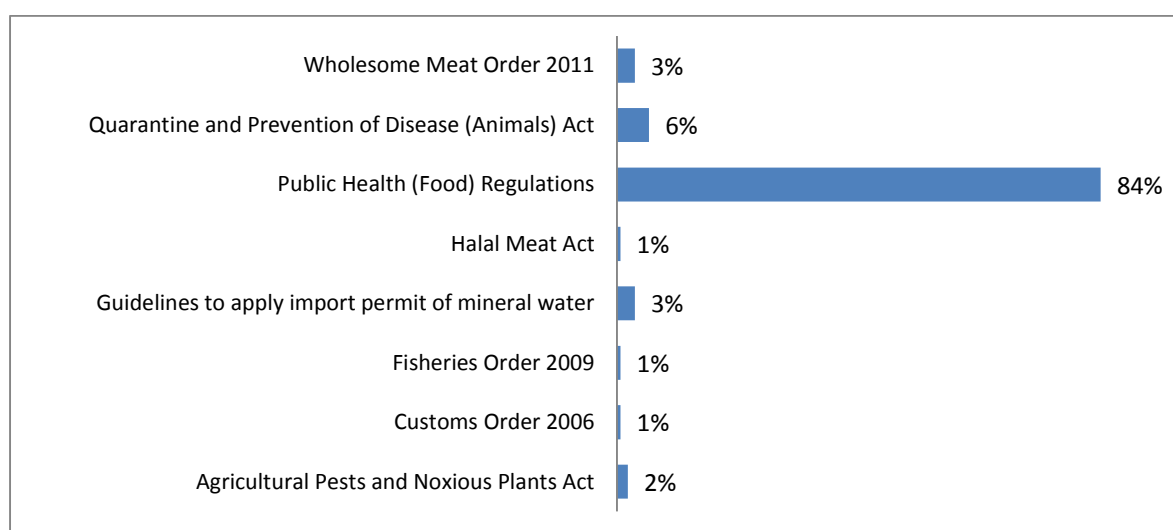 Wholesome Meat Order 2011 3%
Quarantine and Prevention of Disease (Animals) Act 6%
Public Health (Food) Regulations 84%
Halal Meat Act 1%
Guidelines to apply import permit of mineral water 3%
Fisheries Order 2009 1%
Customs Order 2006 1%
Agricultural Pests and Noxious Plants Act 2%